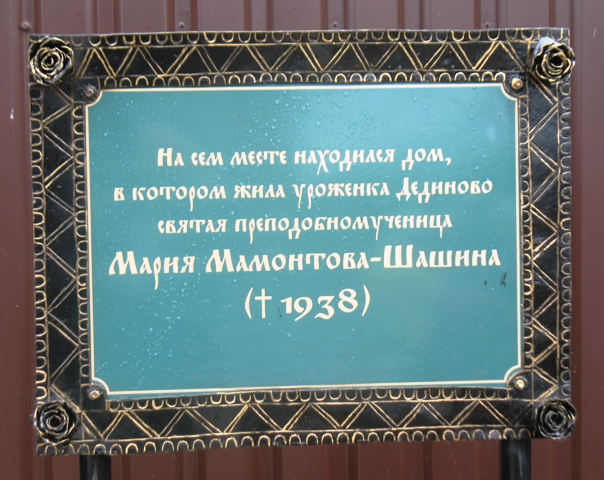 На сем месте находился дом,
в котором жила уроженка Дединово
святая преподобномученица
Мария Мамонтова-Шашина
(† 1938)